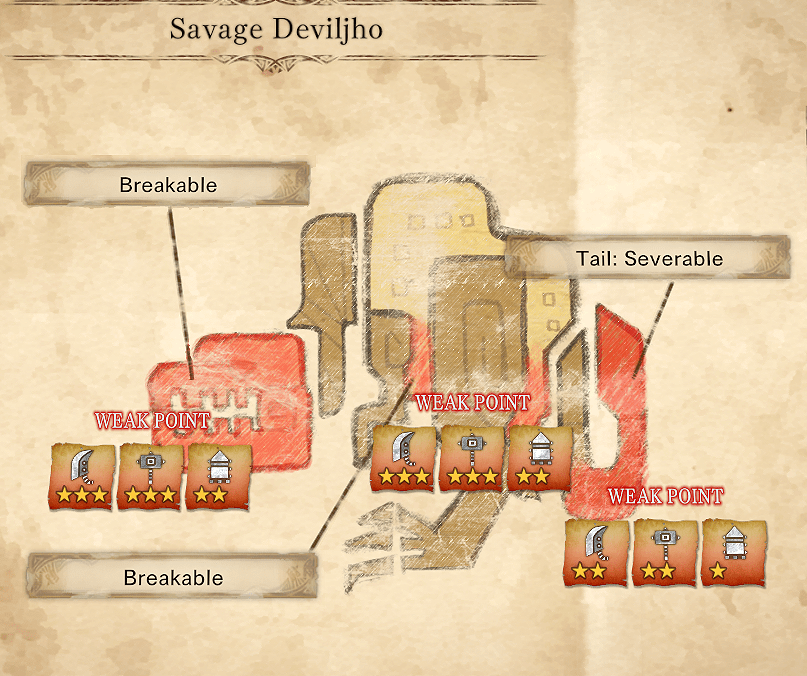 Savage Deviljho
Breakable
Tail: Severable
WEAK POINT
WEAK POINT
WEAK POINT
Breakable